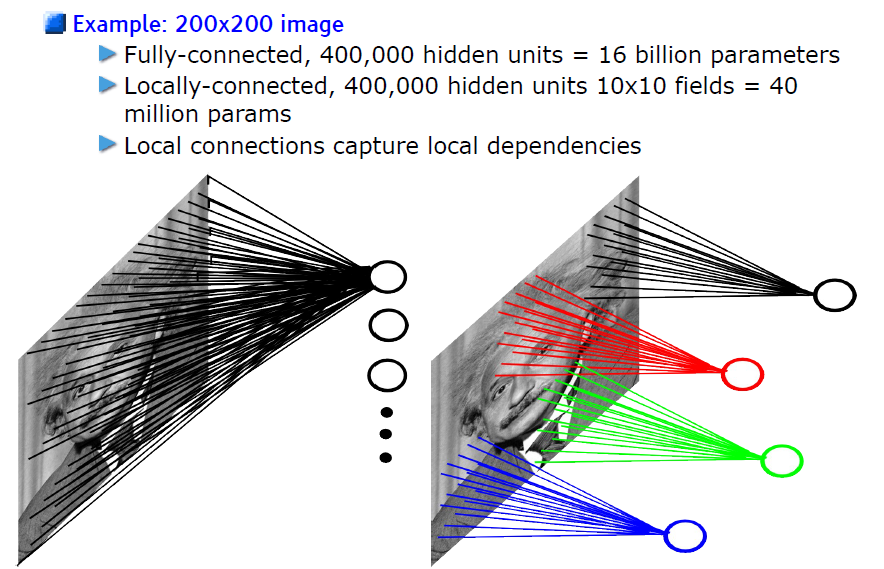 Example: 200x200 image
Fully-connected, 400,000 hidden units = 16 billion parameters
Locally-connected, 400,000 hidden units 10x10 fields = 40
million params
Local connections capture local dependencies